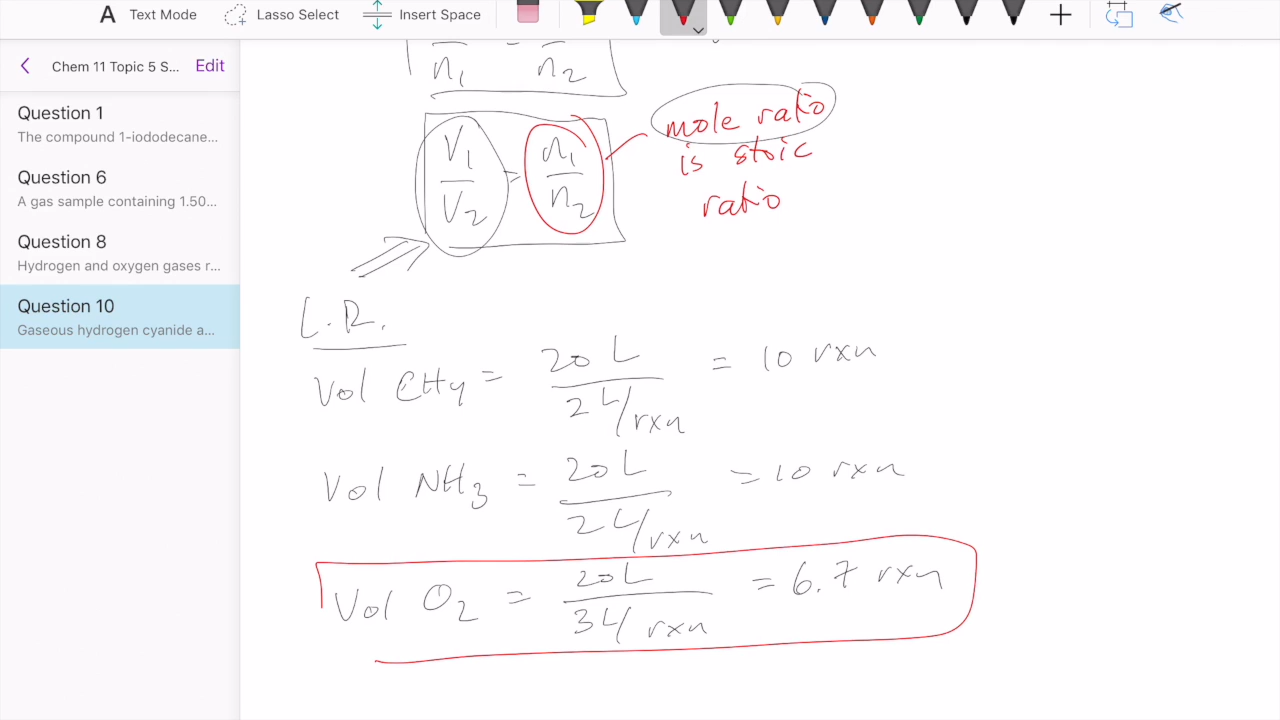 Text Mode Lasso Select Insert Space
Chem 11 Topic 5 S... Edit
Question 1
The compound 1-iododecane...
Question 6
A gas sample containing 1.50...
Question 8
Hydrogen and oxygen gases r...
Question 10
Gaseous hydrogen cyanide a...
n₁ = n₂
V₁/V₂ = n₁/n₂
mole ratio
is stoic
ratio
L.R.
Vol CH₄ = 20 L / 2 L/rxn = 10 rxn
Vol NH₃ = 20 L / 2 L/rxn = 10 rxn
Vol O₂ = 20 L / 3 L/rxn = 6.7 rxn